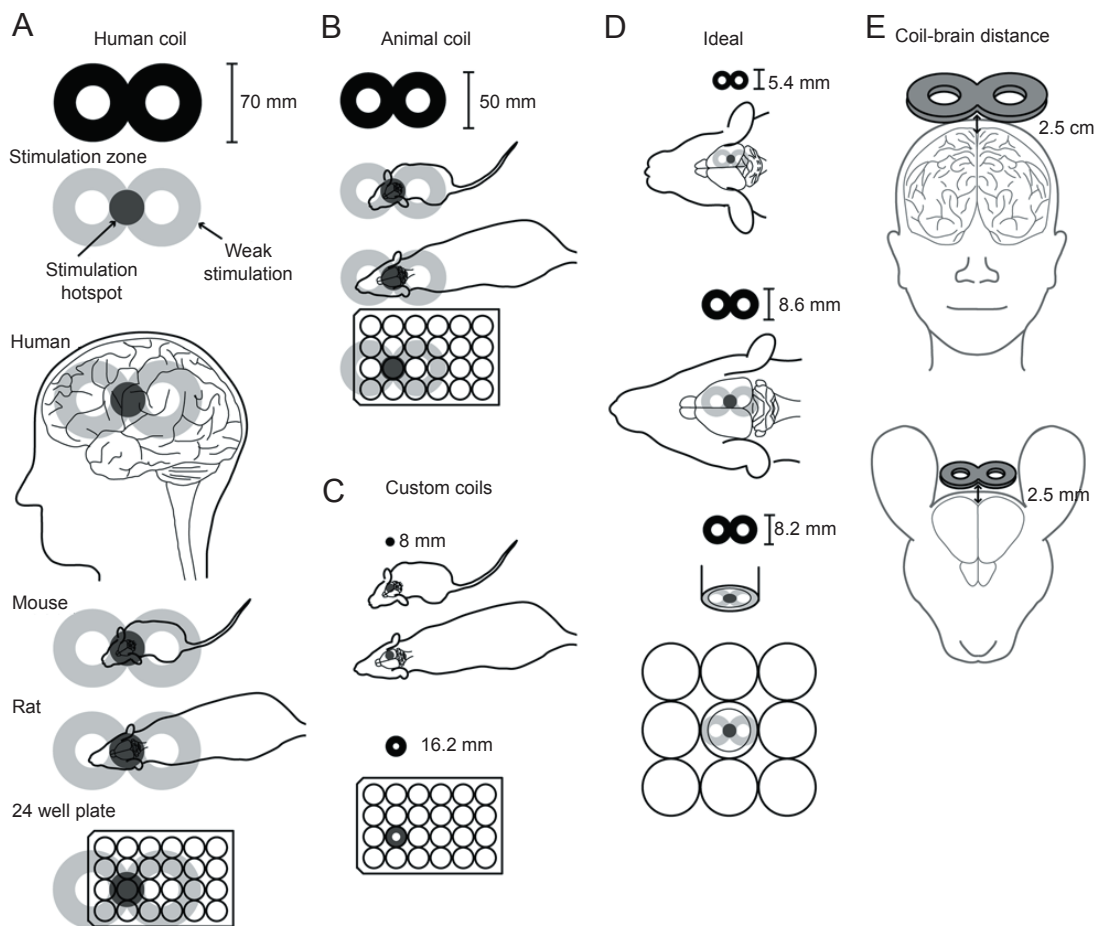 A
Human coil
70 mm
Stimulation zone
Stimulation
hotspot
Weak
stimulation
Human
Mouse
Rat
24 well plate
B
Animal coil
50 mm
C
Custom coils
8 mm
16.2 mm
D
Ideal
5.4 mm
8.6 mm
8.2 mm
E
Coil-brain distance
2.5 cm
2.5 mm